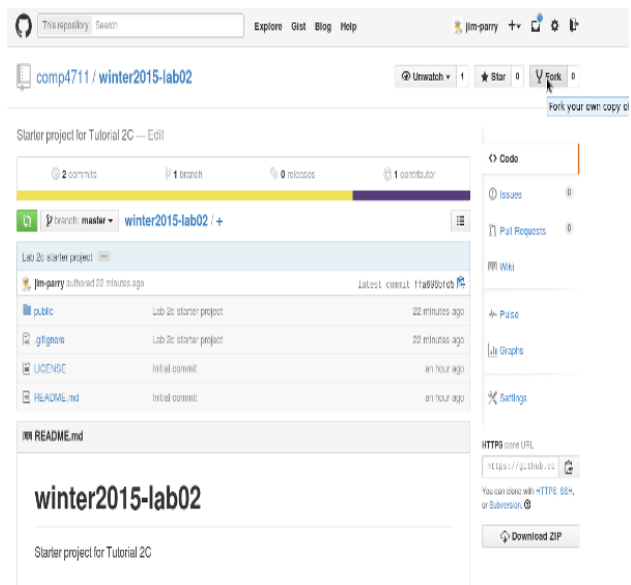 This repository Search Explore Gist Blog Help jim-parry
comp4711 / winter2015-lab02 Unwatch 1 Star 0 Fork 0
Fork your own copy of
Starter project for Tutorial 2C — Edit
2 commits 1 branch 0 releases 1 contributor
branch: master winter2015-lab02 / +
Lab 2c starter project
jim-parry authored 22 minutes ago latest commit
public Lab 2c starter project 22 minutes ago
.gitignore Lab 2c starter project 22 minutes ago
LICENSE Initial commit an hour ago
README.md Initial commit an hour ago
README.md
winter2015-lab02
Starter project for Tutorial 2C
Code
Issues 0
Pull Requests 0
Wiki
Pulse
Graphs
Settings
HTTPS clone URL
https://github.cc
You can clone with HTTPS, SSH,
or Subversion.
Download ZIP